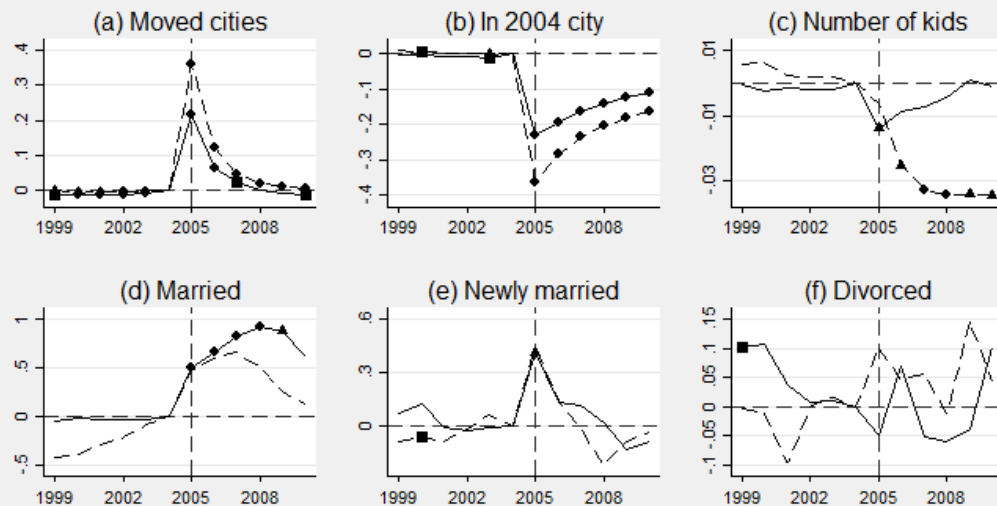 (a) Moved cities
(b) In 2004 city
(c) Number of kids
.4
.3
.2
.1
0
1999 2002 2005 2008
0
-.1
-.2
-.3
-.4
1999 2002 2005 2008
.01
-.01
-.03
1999 2002 2005 2008
(d) Married
(e) Newly married
(f) Divorced
1
.5
0
-.5
1999 2002 2005 2008
.6
.3
0
1999 2002 2005 2008
.15
.1
.05
0
-.05
-.1
1999 2002 2005 2008